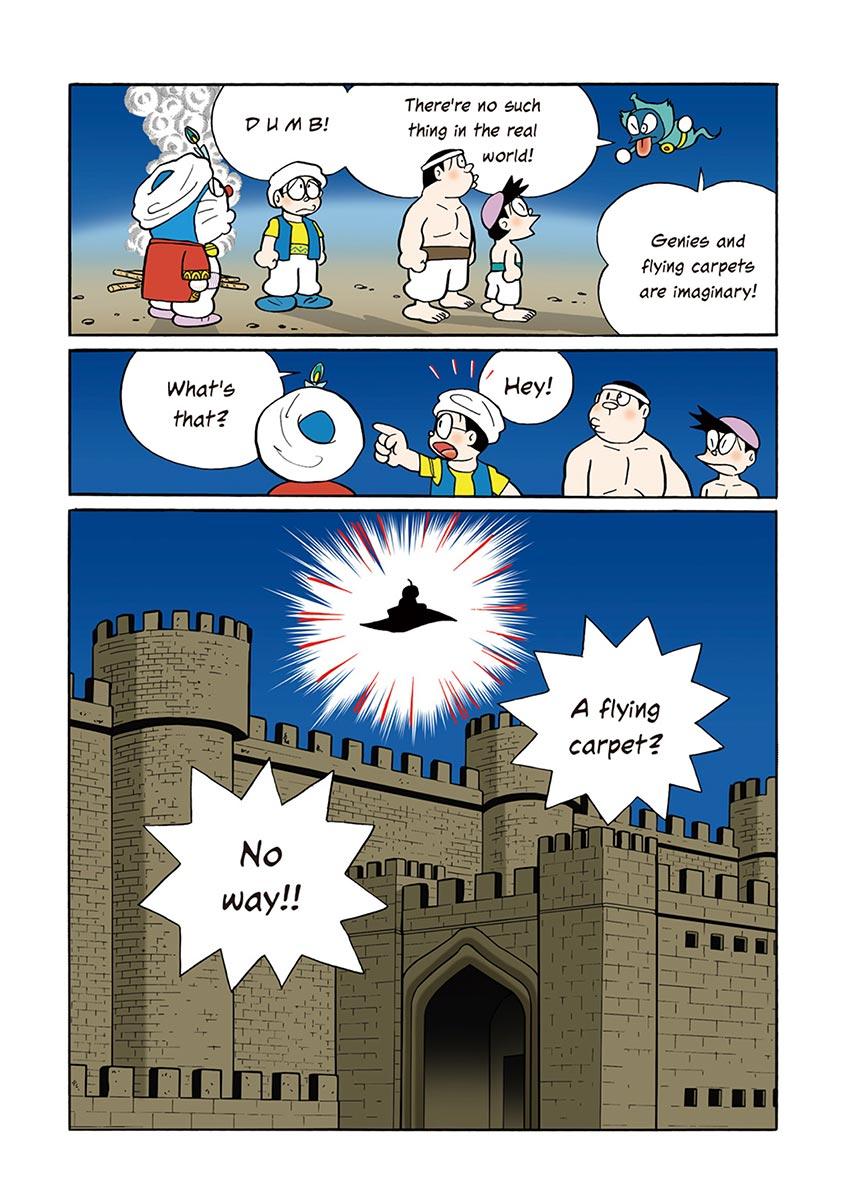 D U M B!
There're no such
thing in the real
world!
Genies and
flying carpets
are imaginary!
What's
that?
Hey!
A flying
carpet?
No
way!!